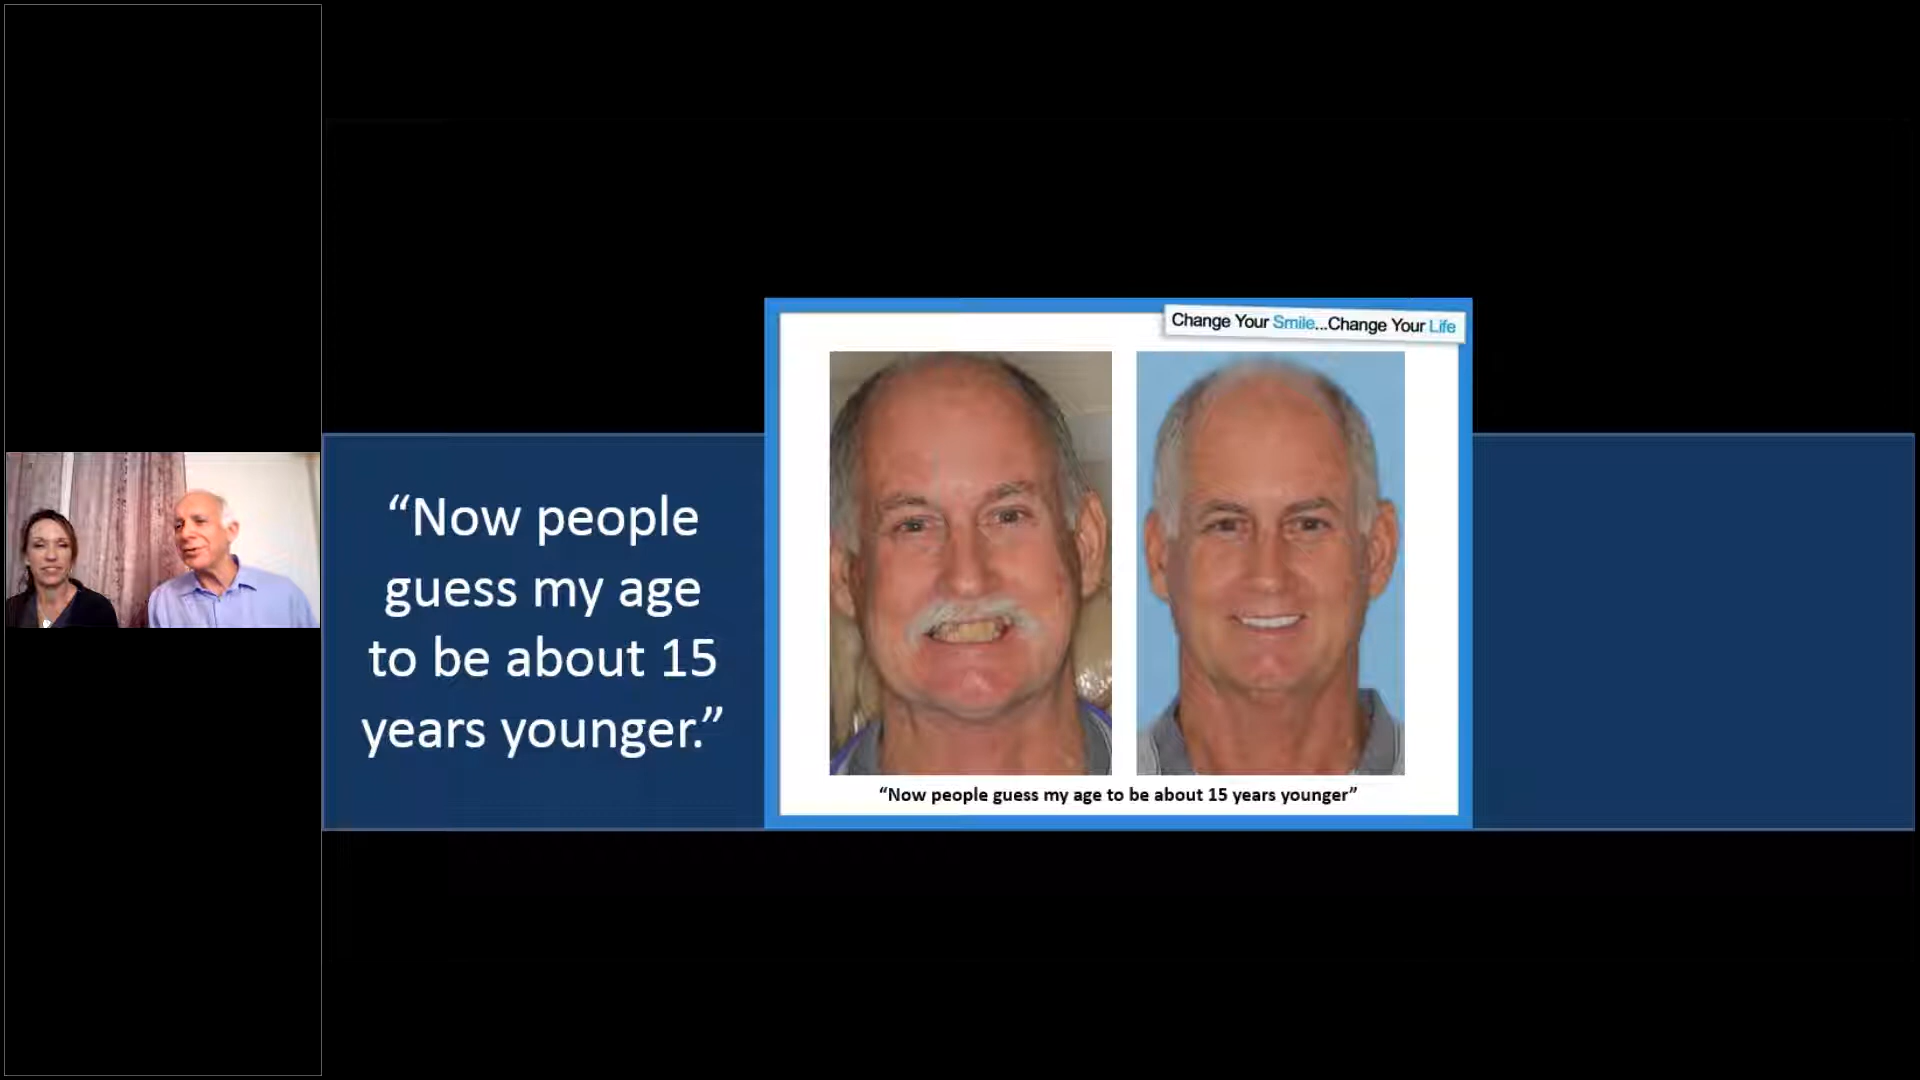 “Now people
guess my age
to be about 15
years younger.”
Change Your Smile...Change Your Life
“Now people guess my age to be about 15 years younger”